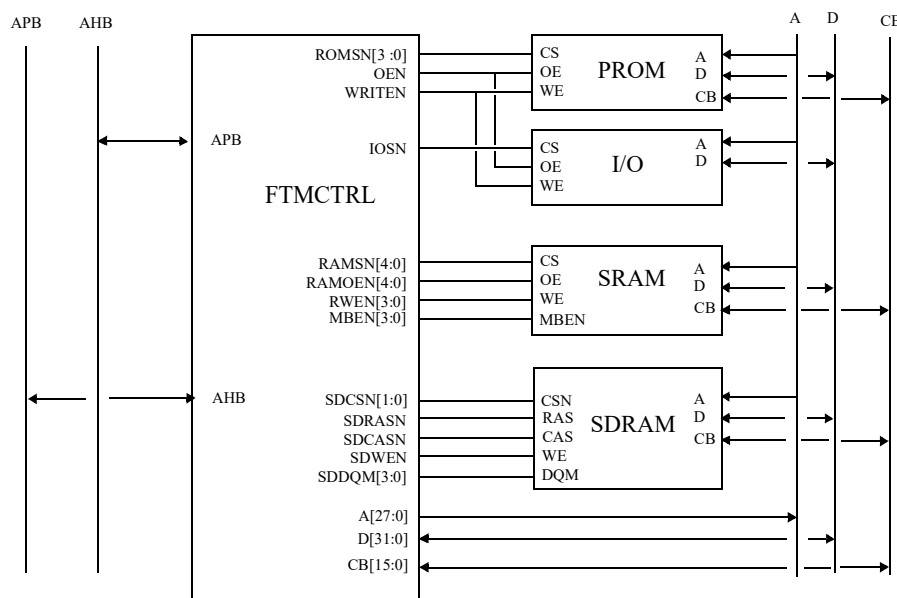 APB AHB A D CB
ROMSN[3 :0]
OEN
WRITEN
CS
OE
WE
PROM
A
D
CB
APB
IOSN
CS
OE
WE
I/O
A
D
FTMCTRL
RAMSN[4:0]
RAMOEN[4:0]
RWEN[3:0]
MBEN[3:0]
CS
OE
WE
MBEN
SRAM
A
D
CB
AHB
SDCSN[1:0]
SDRASN
SDCASN
SDWEN
SDDQM[3:0]
CSN
RAS
CAS
WE
DQM
SDRAM
A
D
CB
A[27:0]
D[31:0]
CB[15:0]